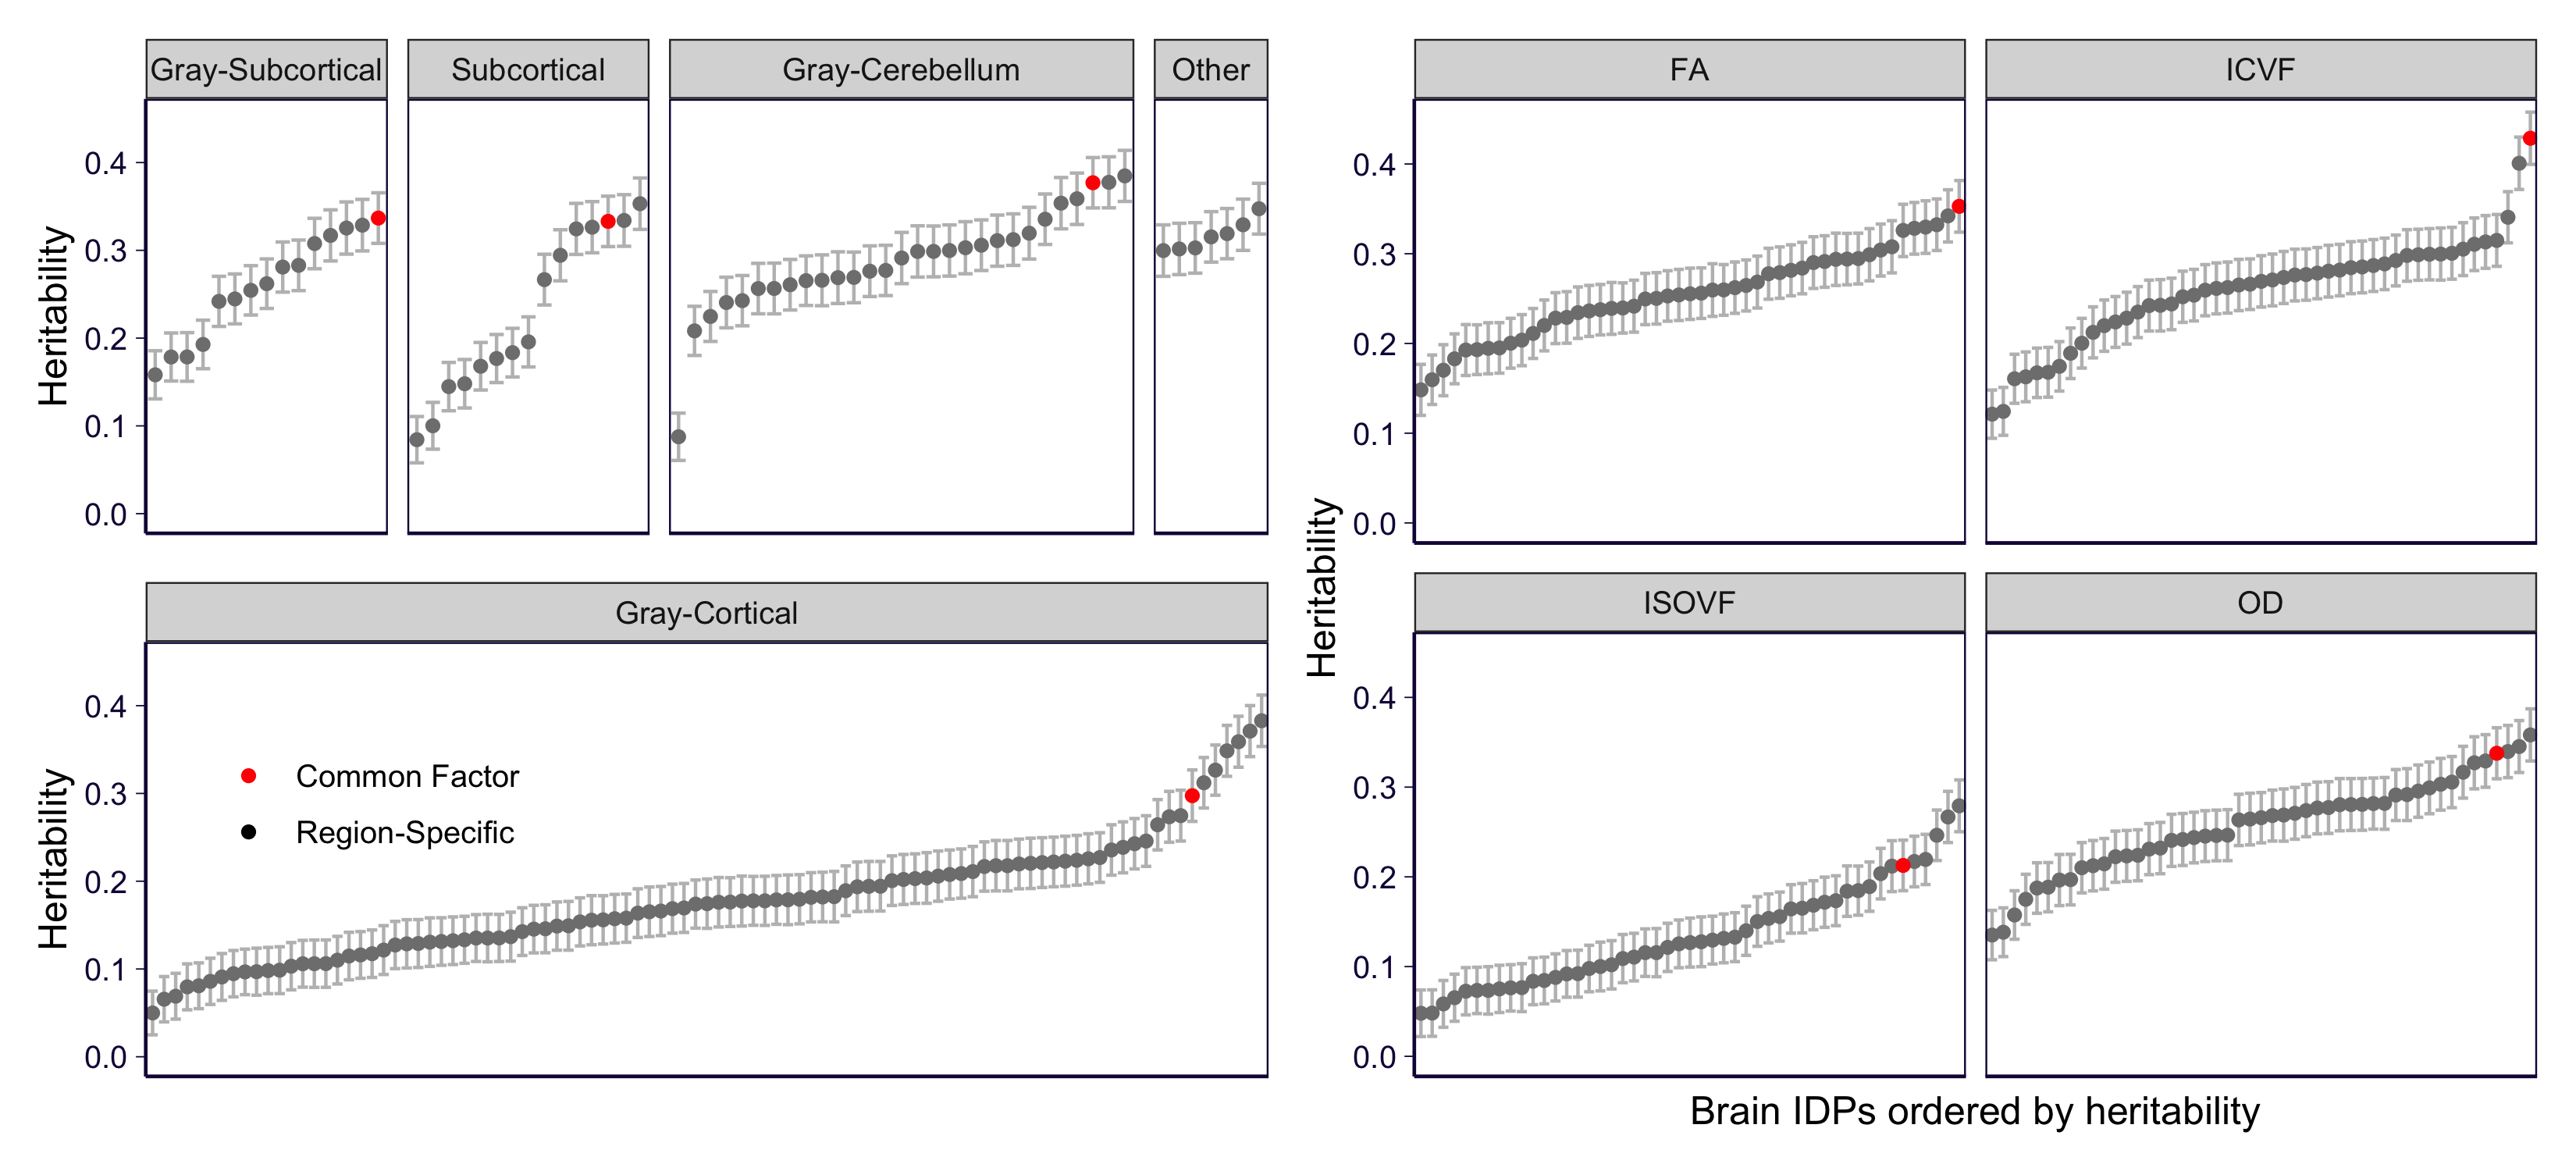 Gray-Subcortical
Subcortical
Gray-Cerebellum
Other
Heritability
0.4
0.3
0.2
0.1
0.0
Gray-Cortical
Heritability
0.4
0.3
0.2
0.1
0.0
Common Factor
Region-Specific
FA
ICVF
0.4
0.3
0.2
0.1
0.0
Heritability
ISOVF
OD
0.4
0.3
0.2
0.1
0.0
Brain IDPs ordered by heritability